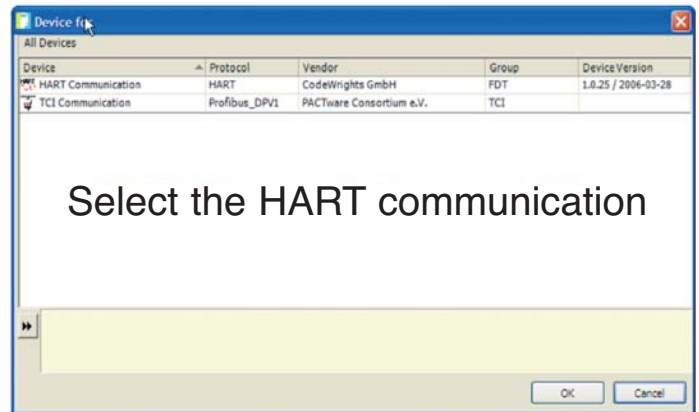 Device for
All Devices
Device Protocol Vendor Group Device Version
HART Communication HART CodeWrights GmbH FDT 1.0.25 / 2006-03-28
TCI Communication Profibus_DPV1 PACTware Consortium e.V. TCI
Select the HART communication
OK Cancel